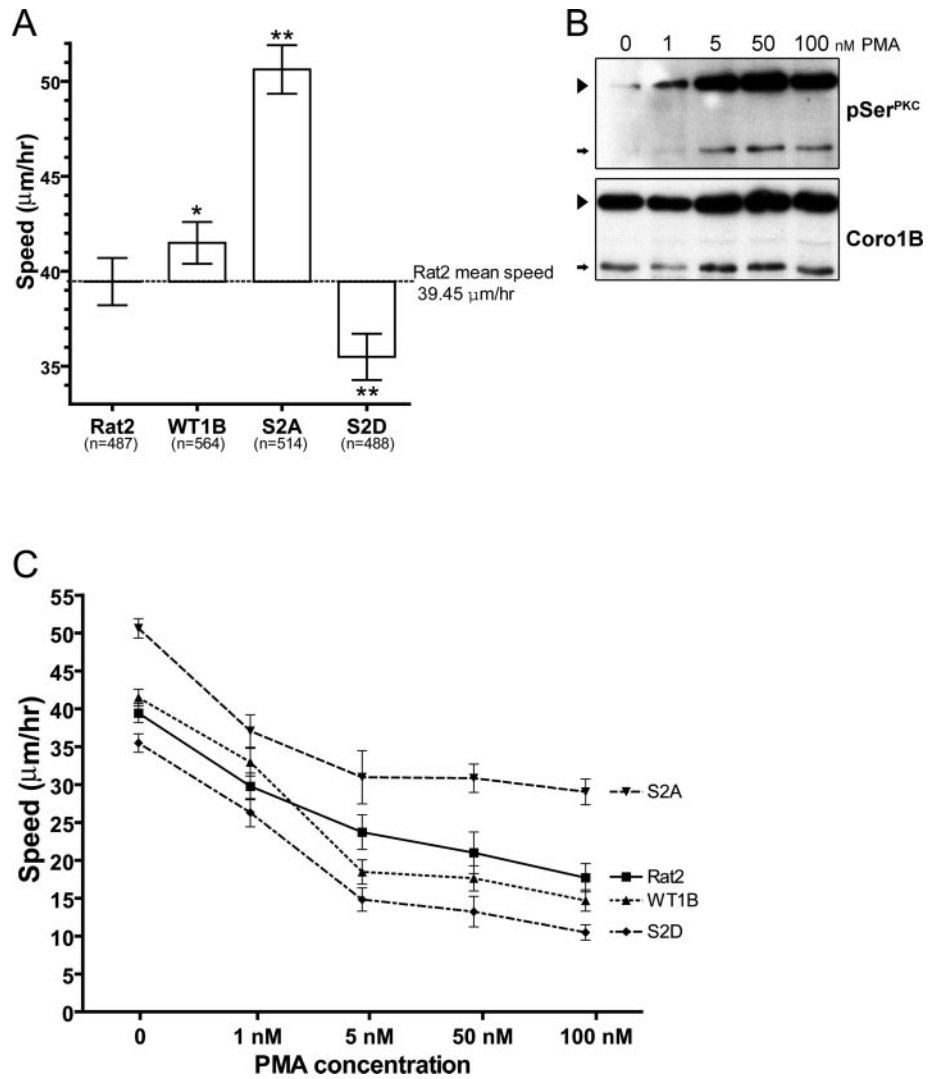 A
Speed (μm/hr)
50
45
40
35
**
*
**
Rat2 mean speed
39.45 μm/hr
Rat2 WT1B S2A S2D
(n=487) (n=564) (n=514) (n=488)
B
0 1 5 50 100 nM PMA
pSerPKC
Coro1B
C
Speed (μm/hr)
55
50
45
40
35
30
25
20
15
10
5
0
S2A
Rat2
WT1B
S2D
0 1 nM 5 nM 50 nM 100 nM
PMA concentration